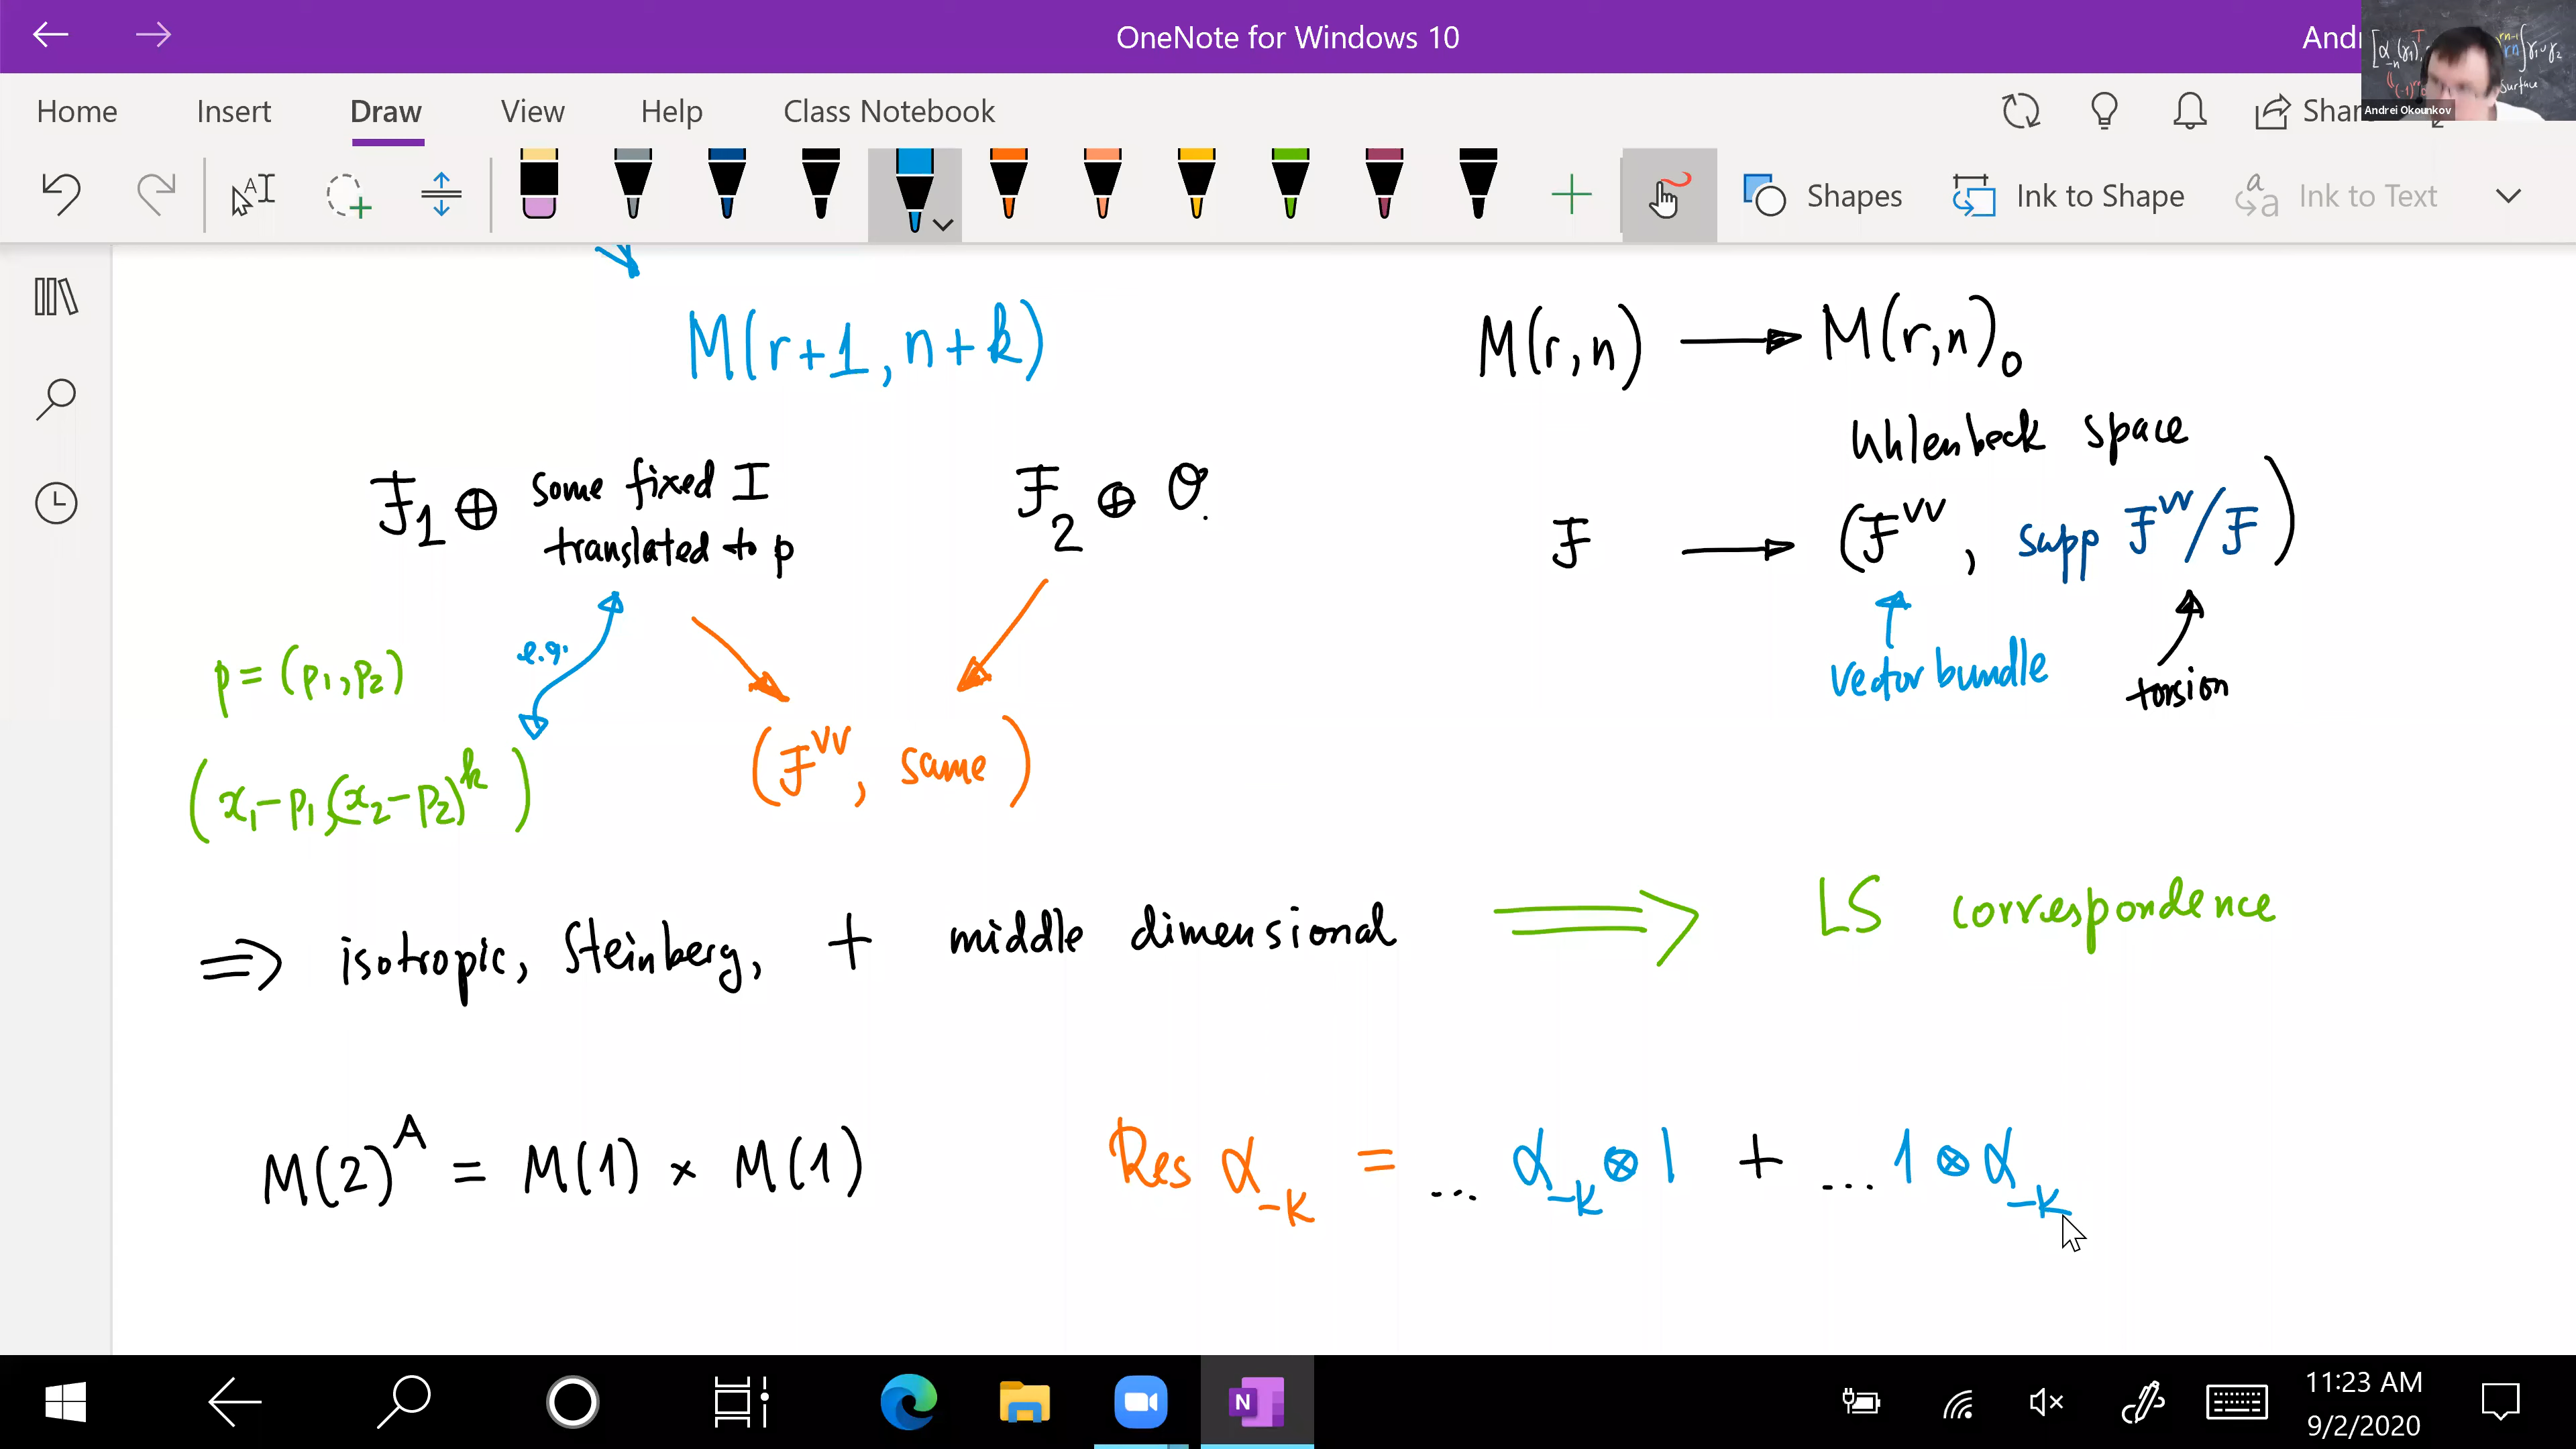 OneNote for Windows 10
Andrei Okounkov
Home Insert Draw View Help Class Notebook
Shapes Ink to Shape Ink to Text
M(r+1, n+k)
M(r,n) → M(r,n)₀
Uhlenbeck space
F₁ ⊕ some fixed I translated to p
F₂ ⊕ O
F → (F^∨∨, supp F^∨∨/F)
vector bundle
torsion
e.g.
p = (p₁, p₂)
(x₁-p₁, (x₂-p₂)^k)
(F^∨∨, same)
⇒ isotropic, Steinberg, + middle dimensional ⟹ LS correspondence
M(2)^A = M(1) × M(1)
Res α₋ₖ = ... α₋ₖ ⊗ 1 + ... 1 ⊗ α₋ₖ
11:23 AM
9/2/2020